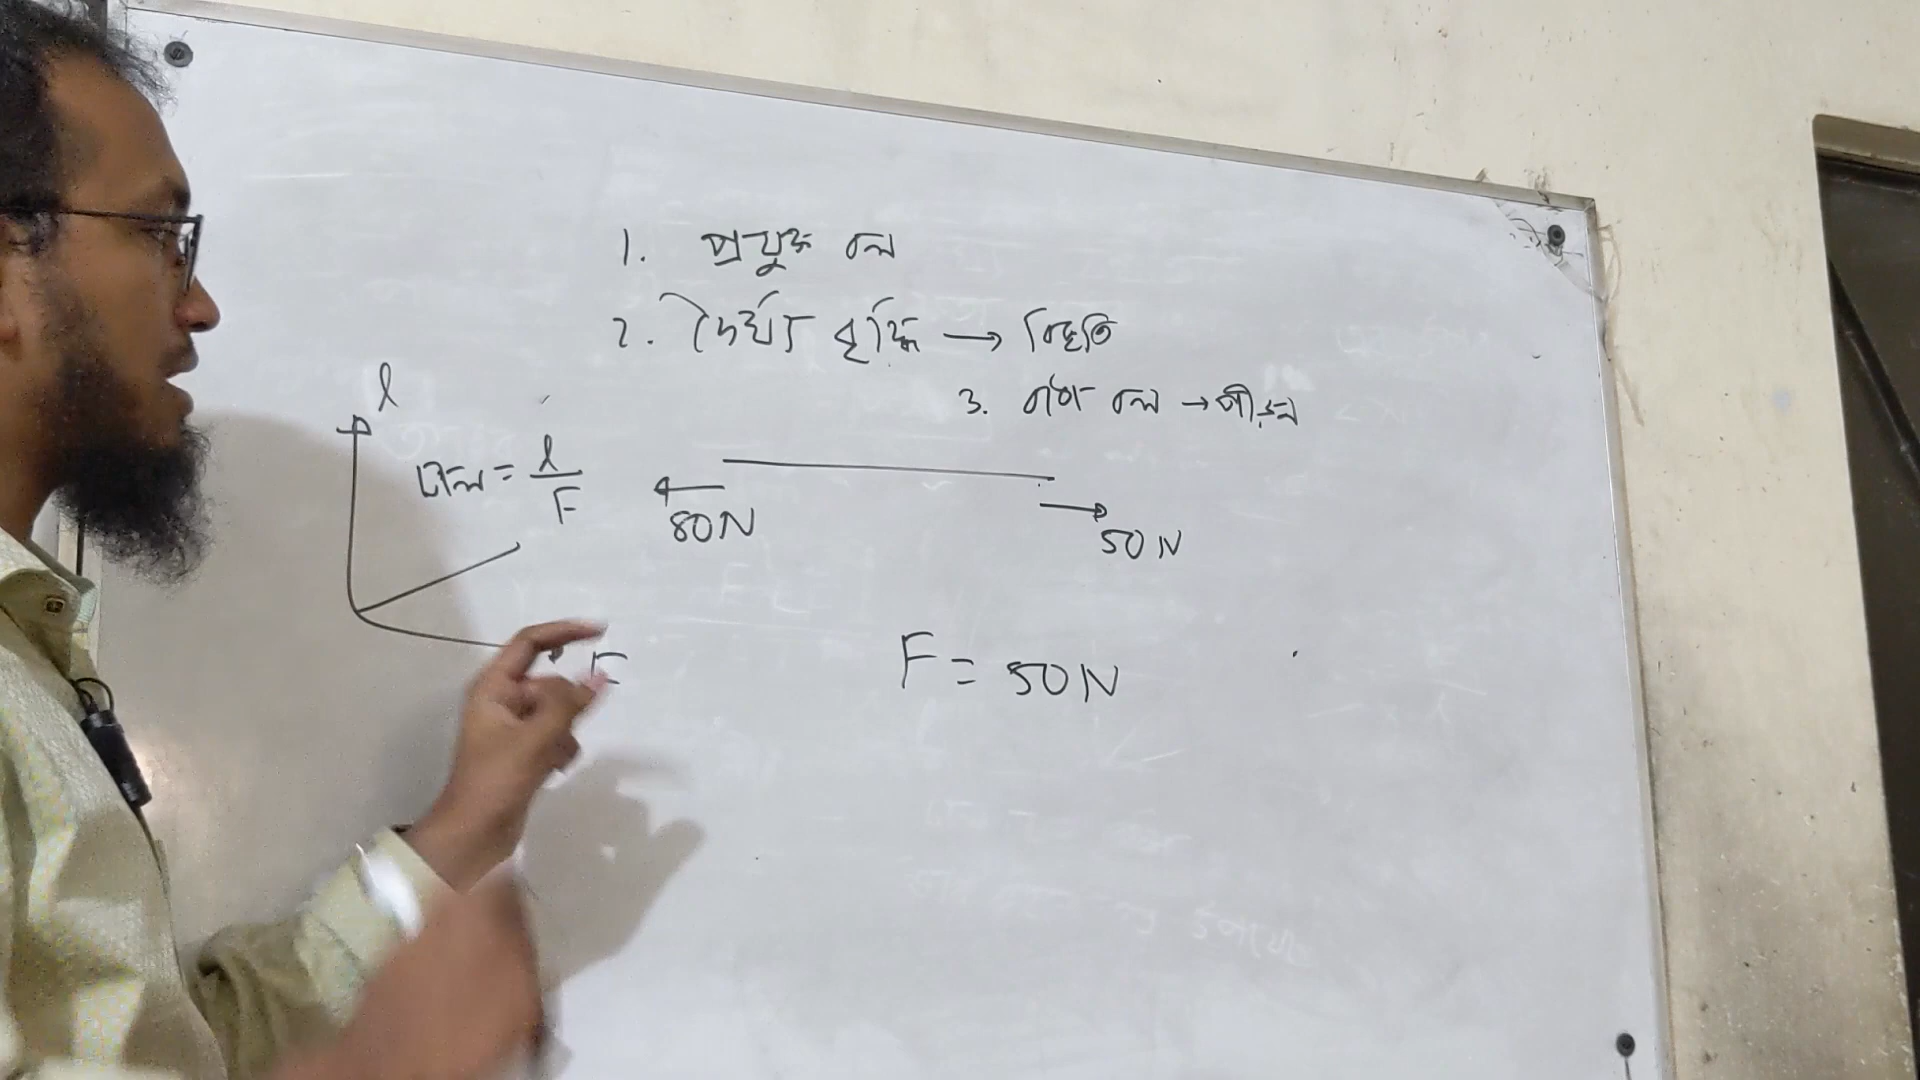 1. প্রযুক্ত বল
2. দৈর্ঘ্য বৃদ্ধি → বিকৃতি
3. বাধা বল → পীড়ন
l
ঢাল = l/F
80N
50N
F
F = 50N